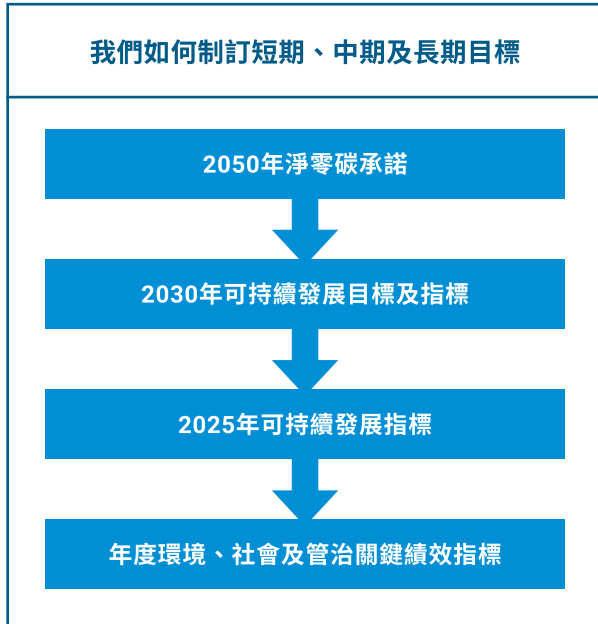 我們如何制訂短期、中期及長期目標
2050年淨零碳承諾
2030年可持續發展目標及指標
2025年可持續發展指標
年度環境、社會及管治關鍵績效指標